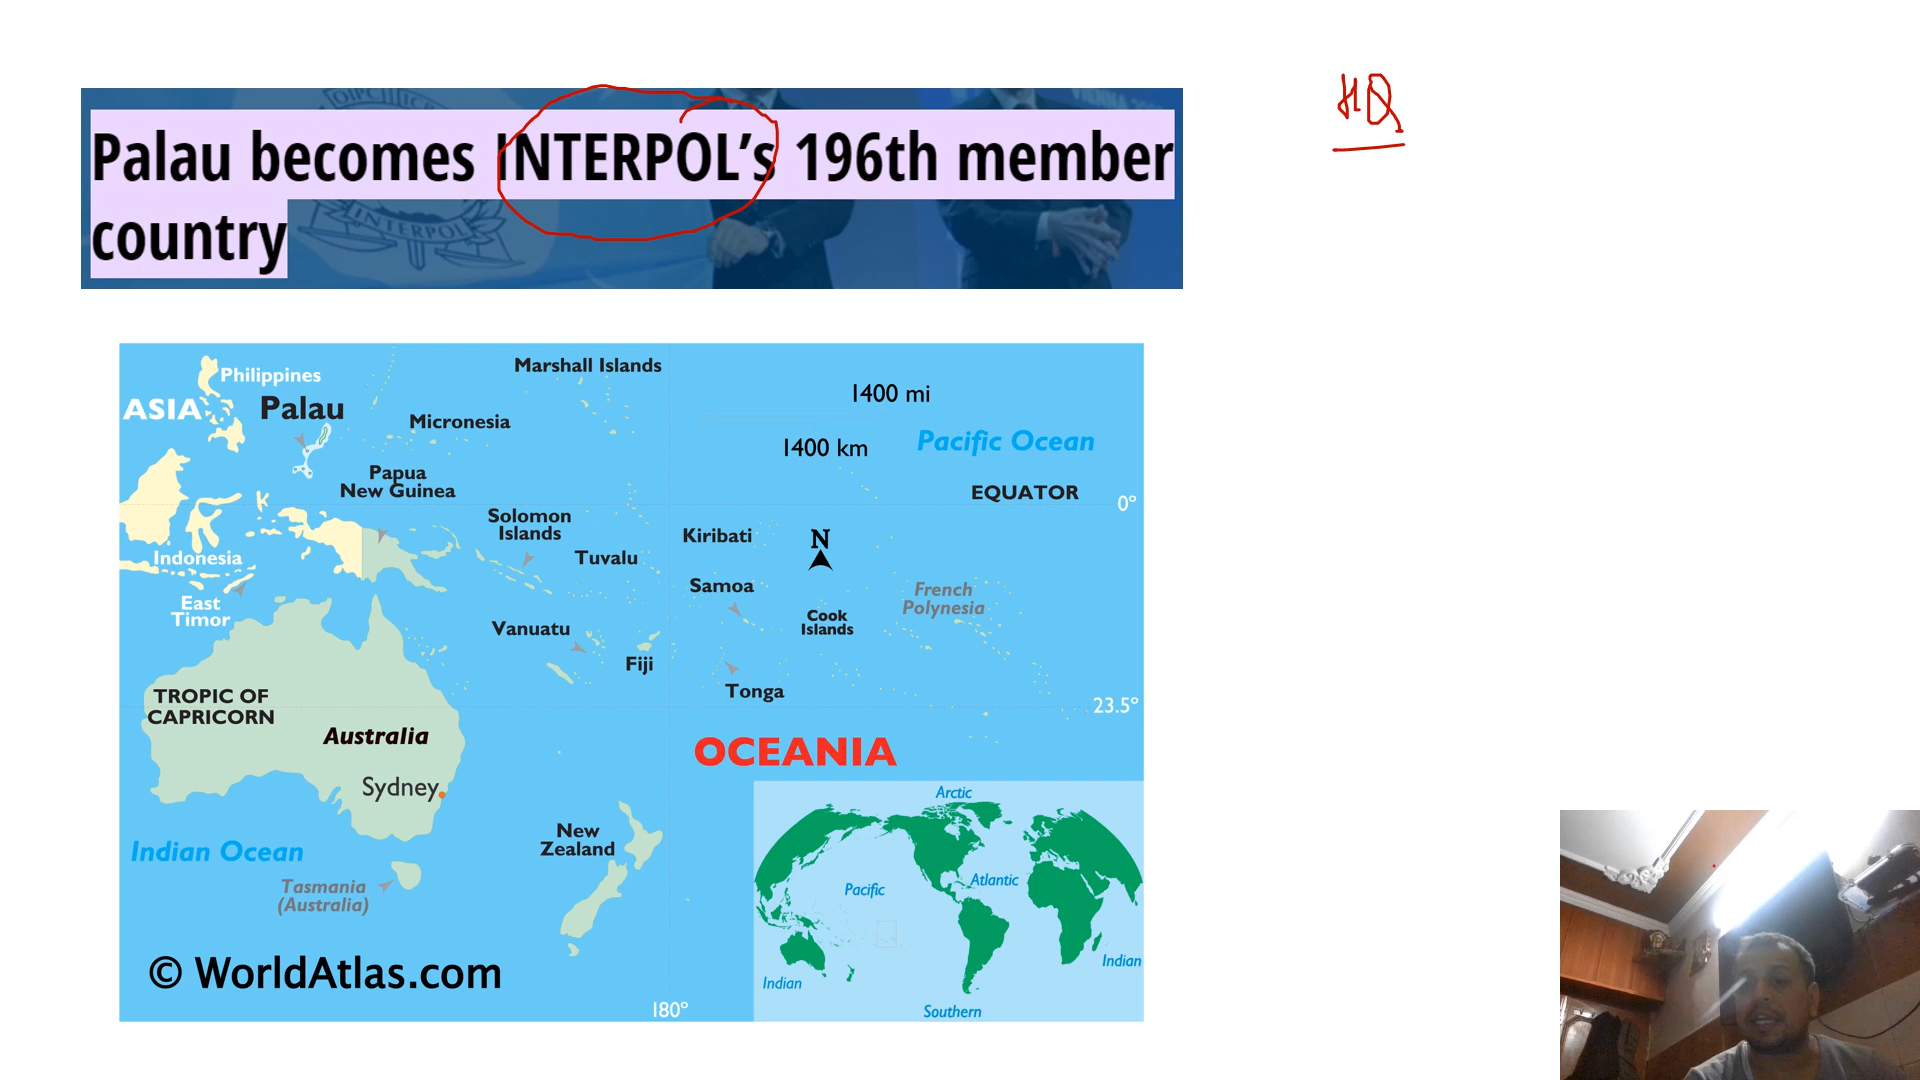 HQ
OIPC ICPO
Palau becomes INTERPOL’s 196th member
country
INTERPOL
Philippines
Marshall Islands
1400 mi
ASIA
Palau
Micronesia
Pacific Ocean
1400 km
Papua
New Guinea
EQUATOR
0°
Solomon
Islands
Kiribati
N
Indonesia
Tuvalu
Samoa
French
Polynesia
East
Timor
Cook
Islands
Vanuatu
Fiji
Tonga
TROPIC OF
CAPRICORN
23.5°
Australia
OCEANIA
Sydney
Arctic
New
Zealand
Indian Ocean
Tasmania
(Australia)
Pacific
Atlantic
Indian
Indian
© WorldAtlas.com
180°
Southern